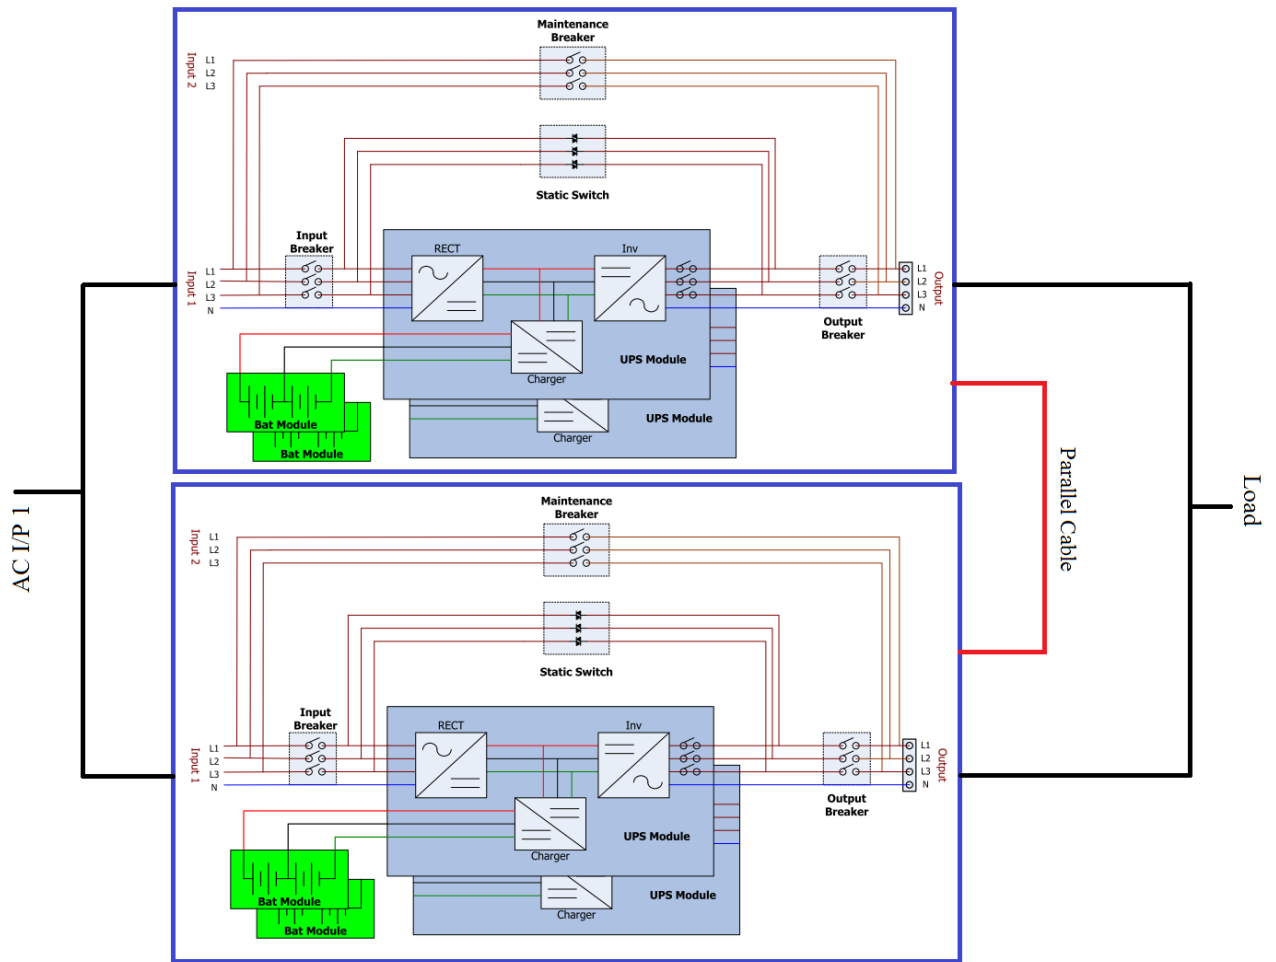 Maintenance
Breaker
Input 2
L1
L2
L3
Static Switch
Input
Breaker
RECT
Inv
Input 1
L1
L2
L3
N
L1
L2
L3
N
Output
Output
Breaker
UPS Module
Charger
UPS Module
Charger
Bat Module
Bat Module
AC I/P 1
Parallel Cable
Load
Maintenance
Breaker
Input 2
L1
L2
L3
Static Switch
Input
Breaker
RECT
Inv
Input 1
L1
L2
L3
N
L1
L2
L3
N
Output
Output
Breaker
UPS Module
Charger
UPS Module
Charger
Bat Module
Bat Module